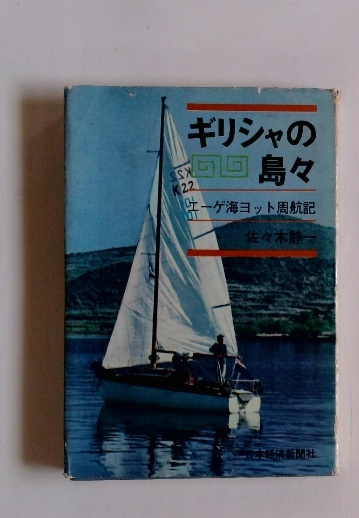 ギリシャの
島々
エーゲ海ヨット周航記
佐々木静一
K22
K22
日本経済新聞社